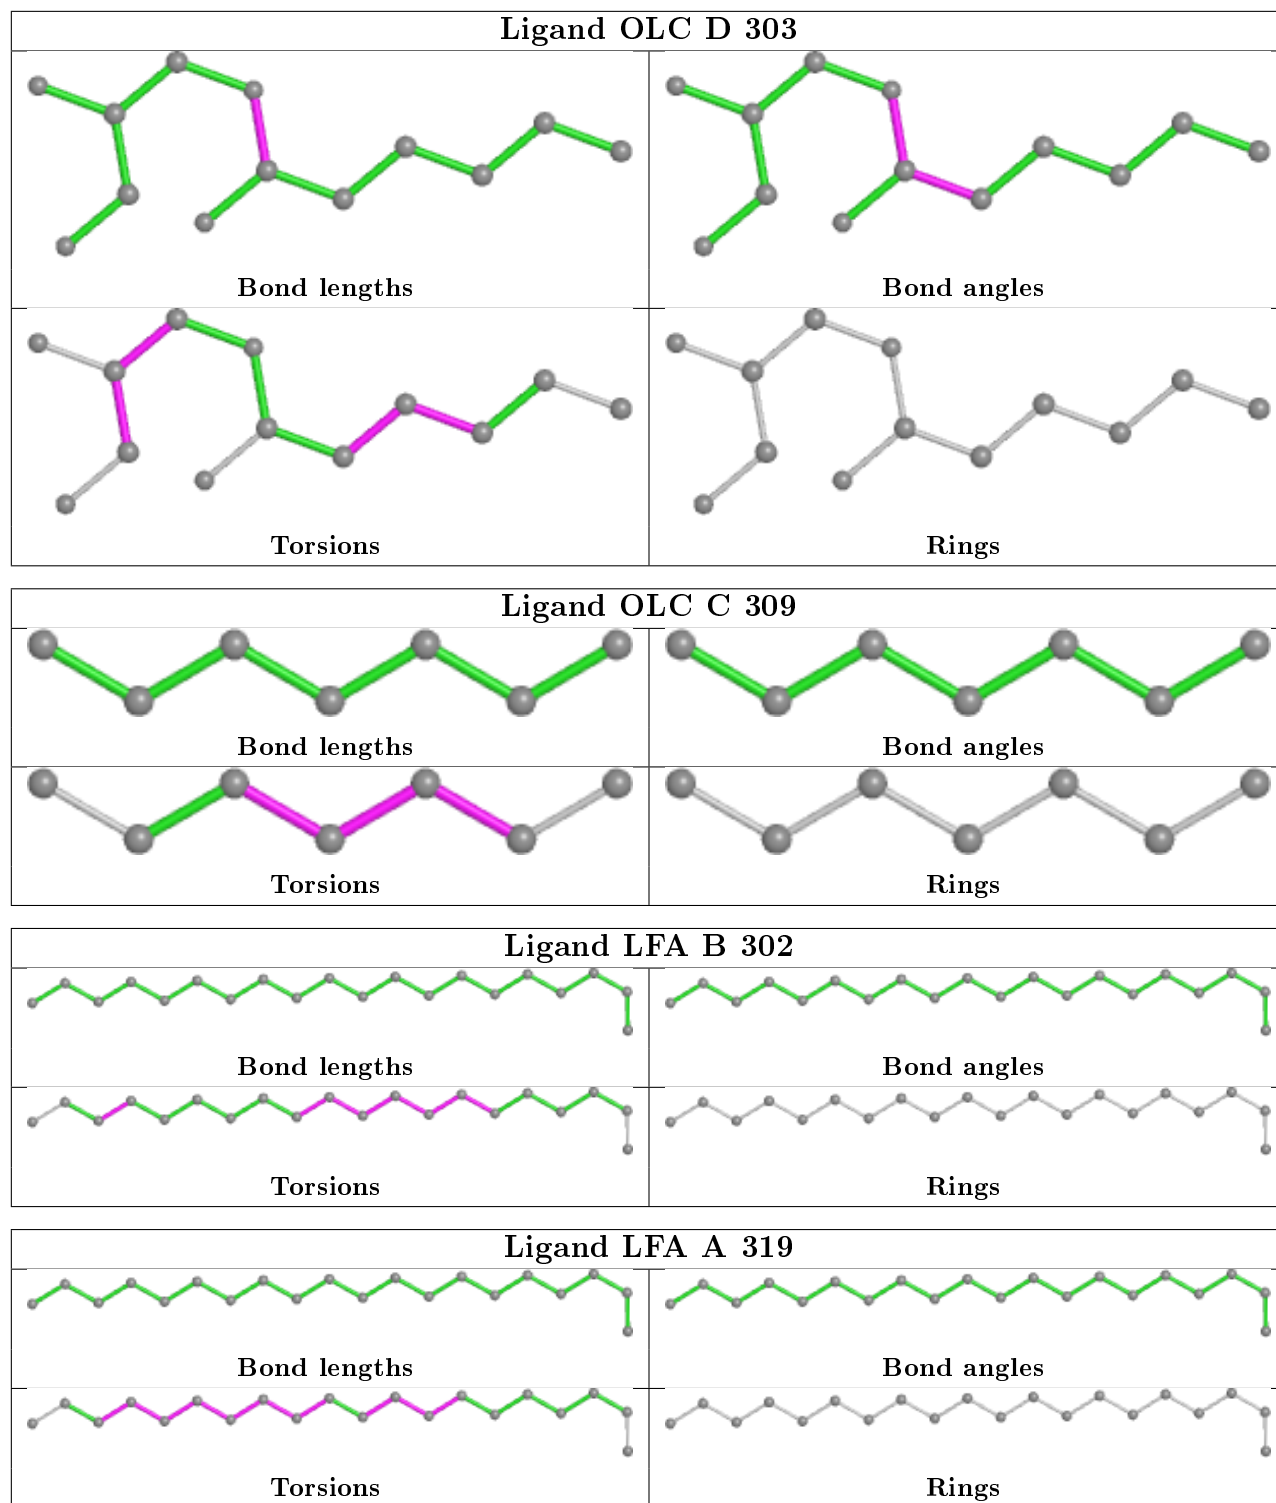 Ligand OLC D 303
Bond lengths
Bond angles
Torsions
Rings
Ligand OLC C 309
Bond lengths
Bond angles
Torsions
Rings
Ligand LFA B 302
Bond lengths
Bond angles
Torsions
Rings
Ligand LFA A 319
Bond lengths
Bond angles
Torsions
Rings